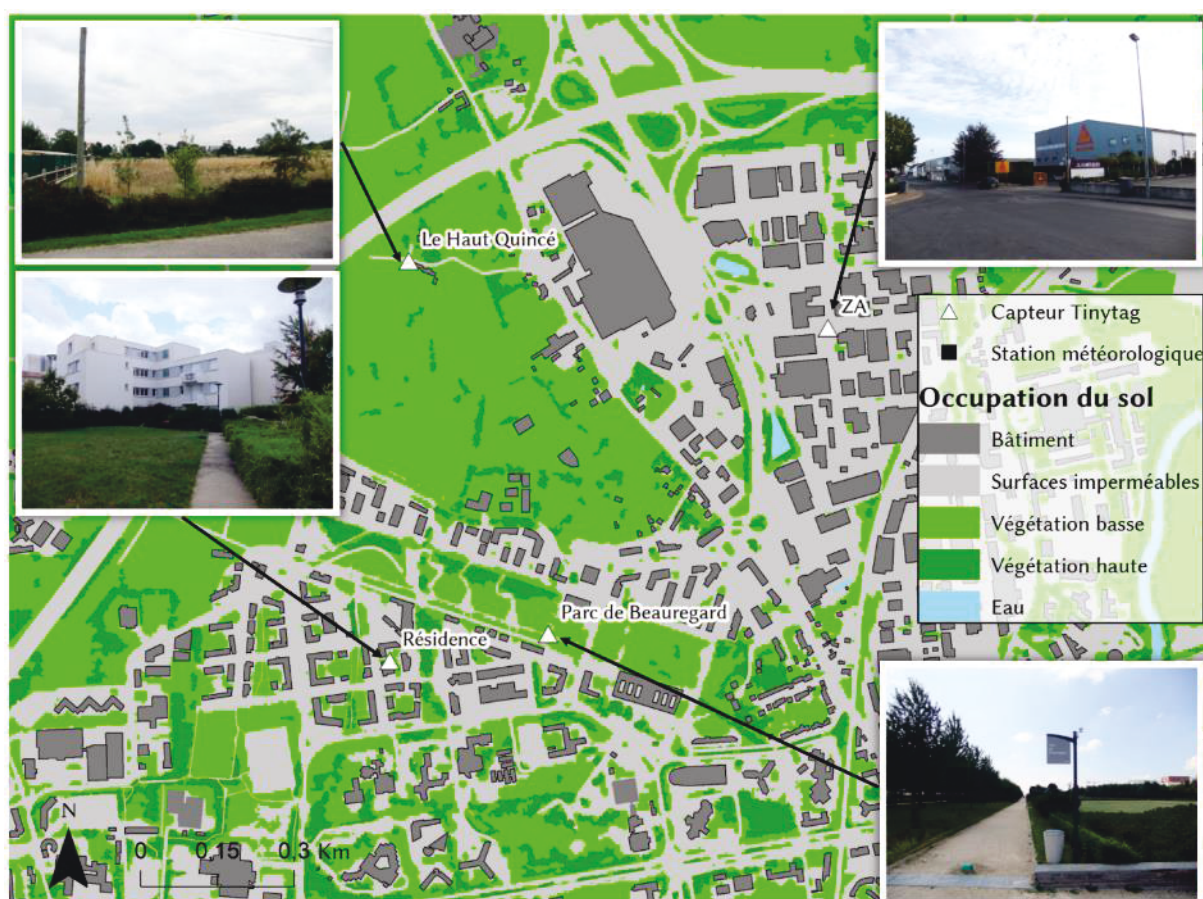 Le Haut Quincé
ZA
Capteur Tinytag
Station météorologique
Occupation du sol
Bâtiment
Surfaces imperméables
Végétation basse
Végétation haute
Eau
Parc de Beauregard
Résidence
N
0 0,15 0,3 Km